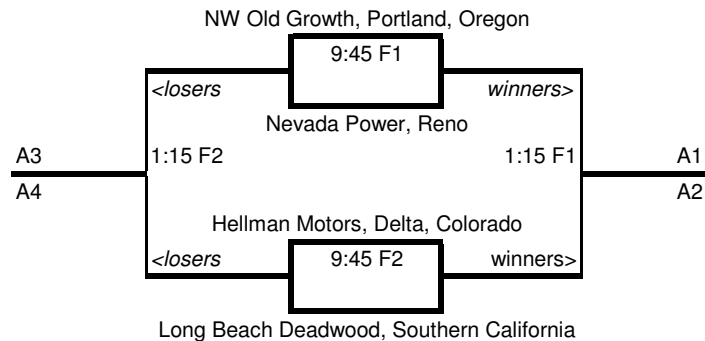 NW Old Growth, Portland, Oregon
9:45 F1
<losers
winners>
Nevada Power, Reno
A3
1:15 F2
1:15 F1
A1
A4
A2
Hellman Motors, Delta, Colorado
<losers
9:45 F2
winners>
Long Beach Deadwood, Southern California